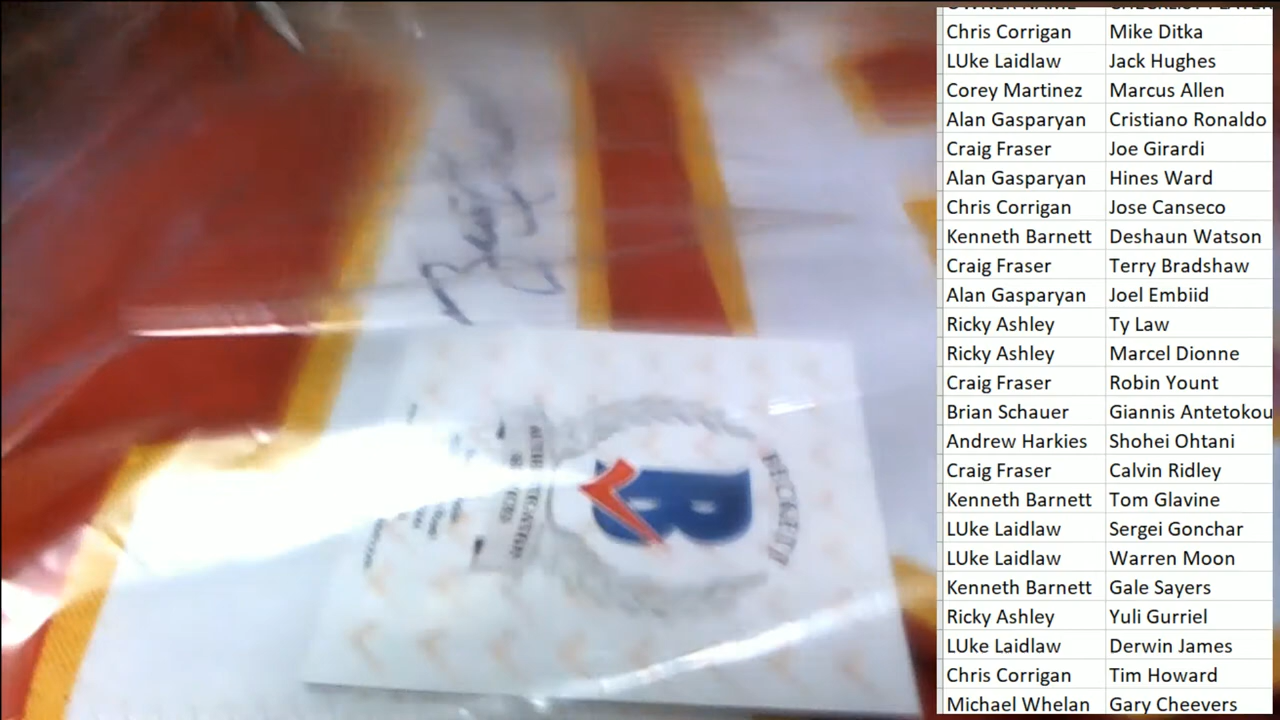 BECKETT
B
AUTHENTICATION
SERVICES
Chris Corrigan Mike Ditka
LUke Laidlaw Jack Hughes
Corey Martinez Marcus Allen
Alan Gasparyan Cristiano Ronaldo
Craig Fraser Joe Girardi
Alan Gasparyan Hines Ward
Chris Corrigan Jose Canseco
Kenneth Barnett Deshaun Watson
Craig Fraser Terry Bradshaw
Alan Gasparyan Joel Embiid
Ricky Ashley Ty Law
Ricky Ashley Marcel Dionne
Craig Fraser Robin Yount
Brian Schauer Giannis Antetokou
Andrew Harkies Shohei Ohtani
Craig Fraser Calvin Ridley
Kenneth Barnett Tom Glavine
LUke Laidlaw Sergei Gonchar
LUke Laidlaw Warren Moon
Kenneth Barnett Gale Sayers
Ricky Ashley Yuli Gurriel
LUke Laidlaw Derwin James
Chris Corrigan Tim Howard
Michael Whelan Gary Cheevers